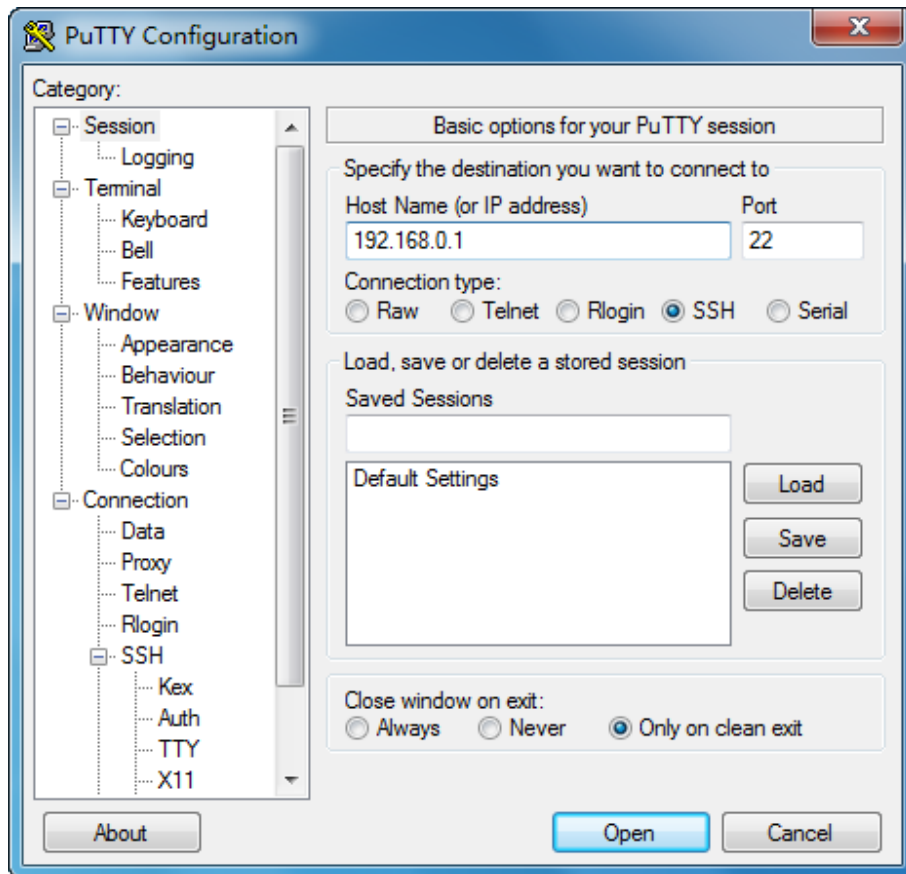 PuTTY Configuration
Category:
Session
Logging
Terminal
Keyboard
Bell
Features
Window
Appearance
Behaviour
Translation
Selection
Colours
Connection
Data
Proxy
Telnet
Rlogin
SSH
Kex
Auth
TTY
X11
Basic options for your PuTTY session
Specify the destination you want to connect to
Host Name (or IP address) Port
192.168.0.1 22
Connection type:
Raw Telnet Rlogin SSH Serial
Load, save or delete a stored session
Saved Sessions
Default Settings
Load
Save
Delete
Close window on exit:
Always Never Only on clean exit
About Open Cancel